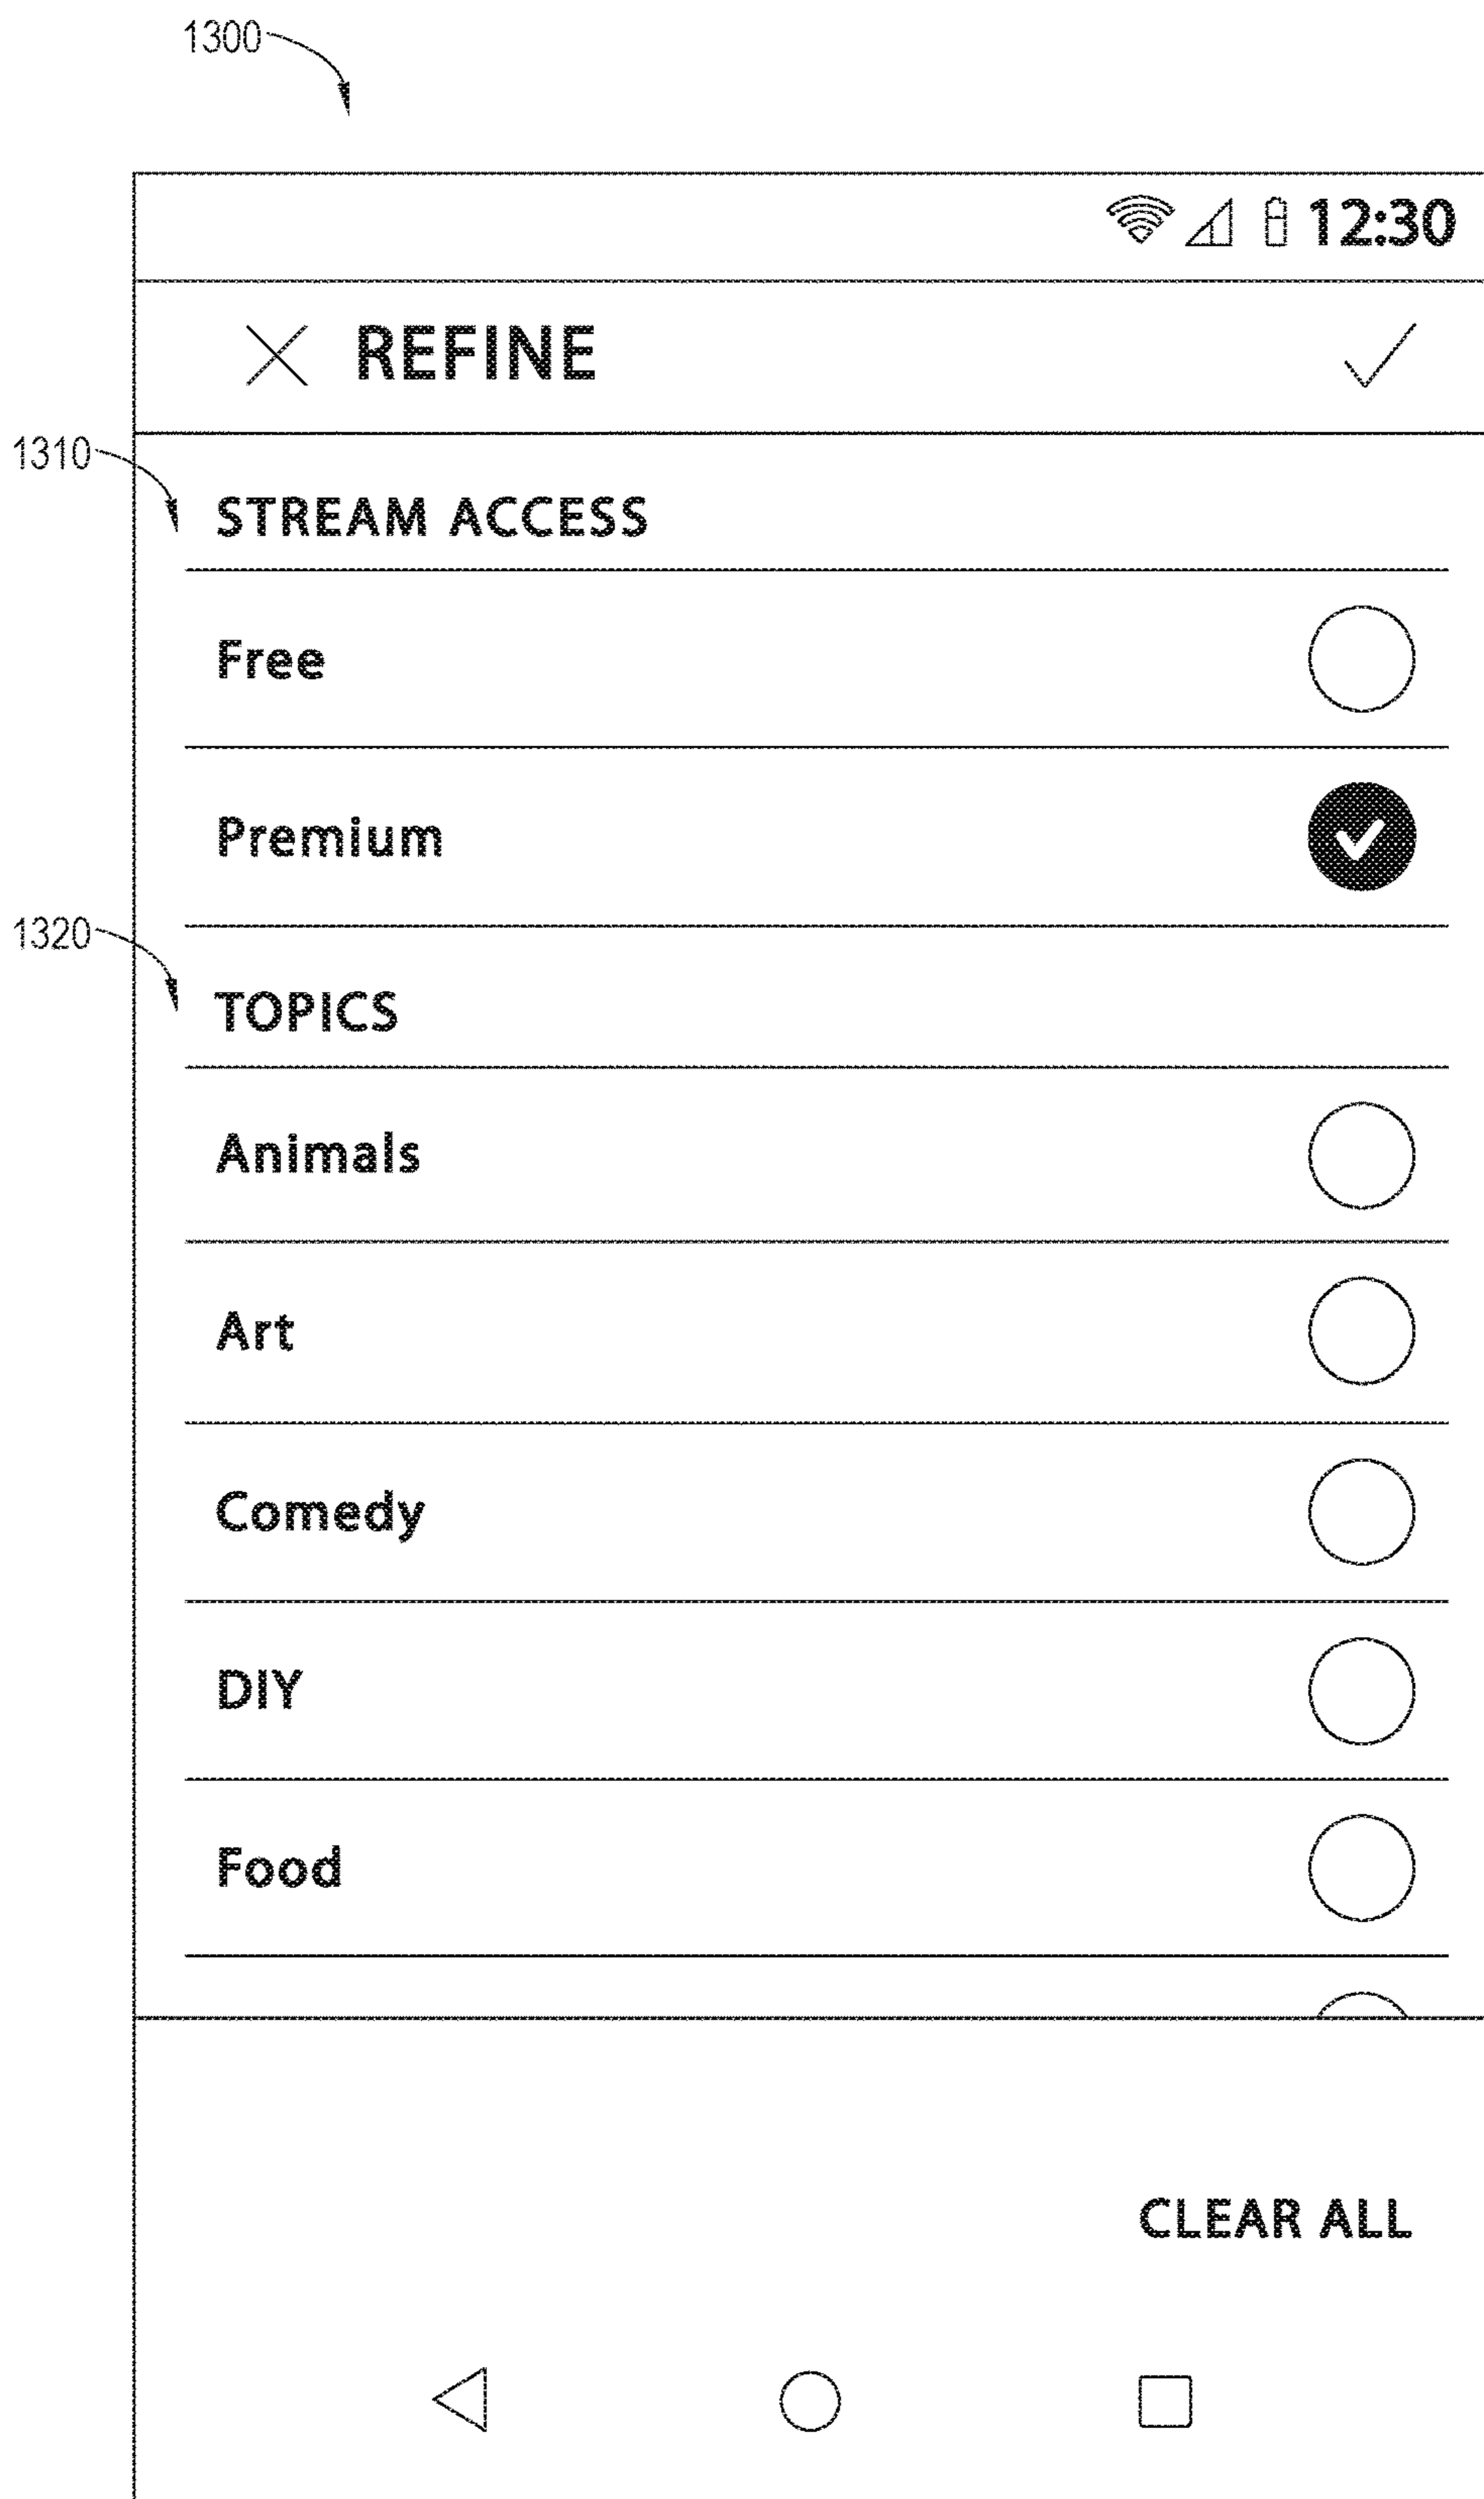 1300
12:30
REFINE
1310
STREAM ACCESS
Free
Premium
1320
TOPICS
Animals
Art
Comedy
DIY
Food
CLEAR ALL